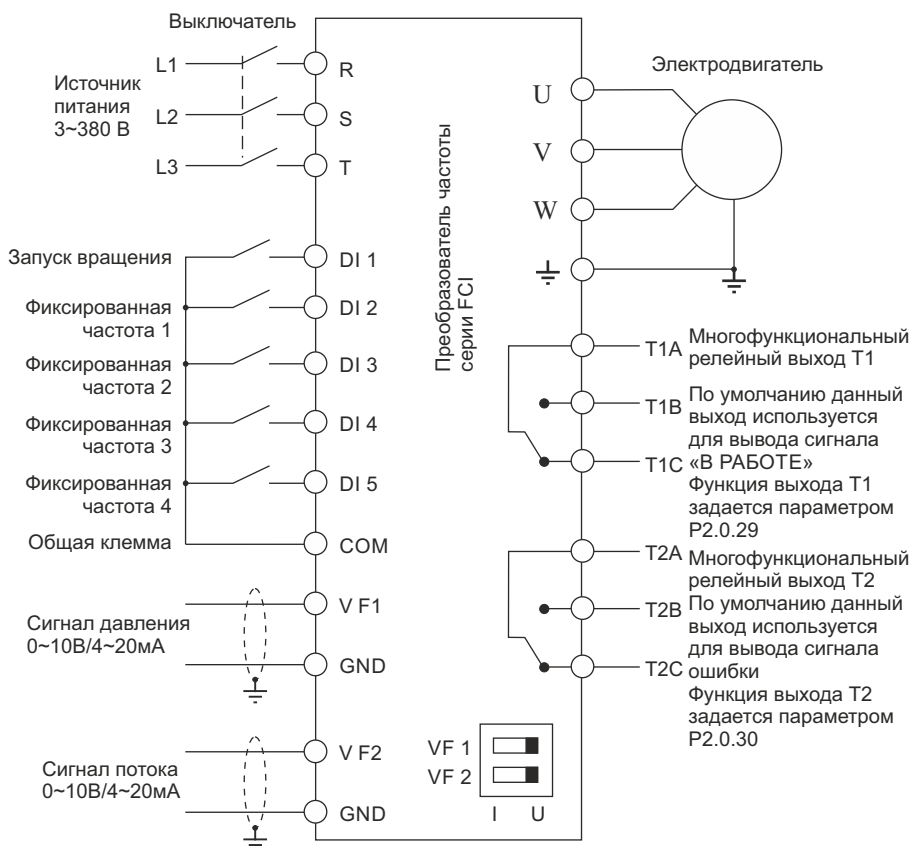 Выключатель
L1
Источник
питания
3~380 В
L2
L3
R
S
T
Преобразователь частоты
серии FCI
Электродвигатель
U
V
W
Запуск вращения
DI 1
Фиксированная
частота 1
DI 2
Фиксированная
частота 2
DI 3
Фиксированная
частота 3
DI 4
Фиксированная
частота 4
DI 5
Общая клемма
COM
Сигнал давления
0~10В/4~20мА
V F1
GND
Сигнал потока
0~10В/4~20мА
V F2
GND
T1A
Многофункциональный
релейный выход T1
T1B
По умолчанию данный
выход используется
для вывода сигнала
T1C
«В РАБОТЕ»
Функция выхода T1
задается параметром
P2.0.29
T2A
Многофункциональный
релейный выход T2
T2B
По умолчанию данный
выход используется
для вывода сигнала
T2C
ошибки
Функция выхода T2
задается параметром
P2.0.30
VF 1
VF 2
I U